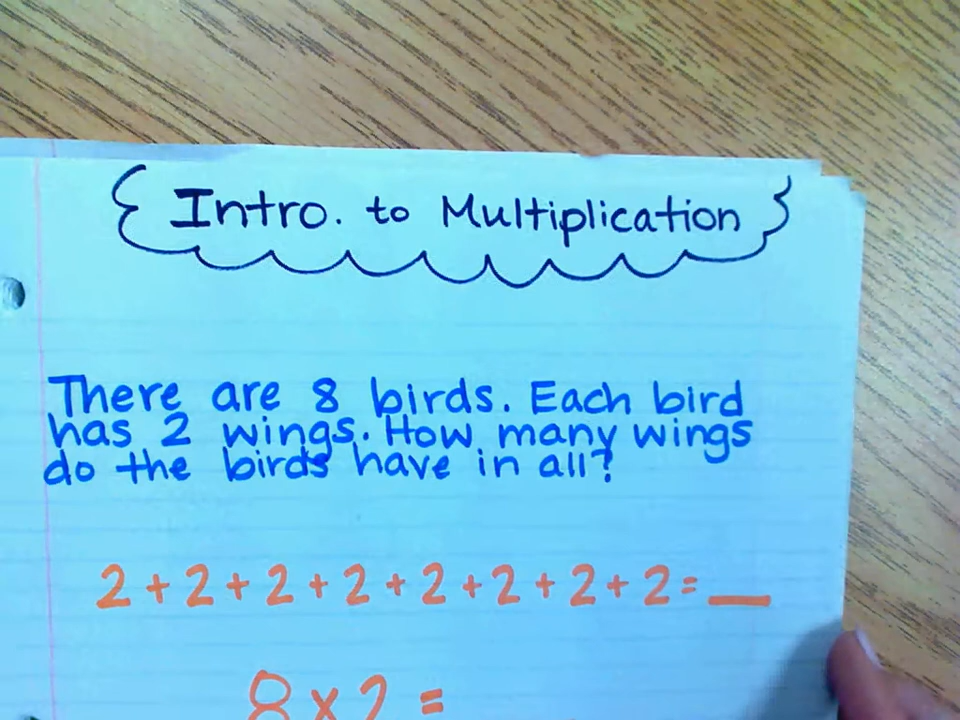 Intro. to Multiplication
There are 8 birds. Each bird
has 2 wings. How many wings
do the birds have in all?
2 + 2 + 2 + 2 + 2 + 2 + 2 + 2 = __
8 x 2 =